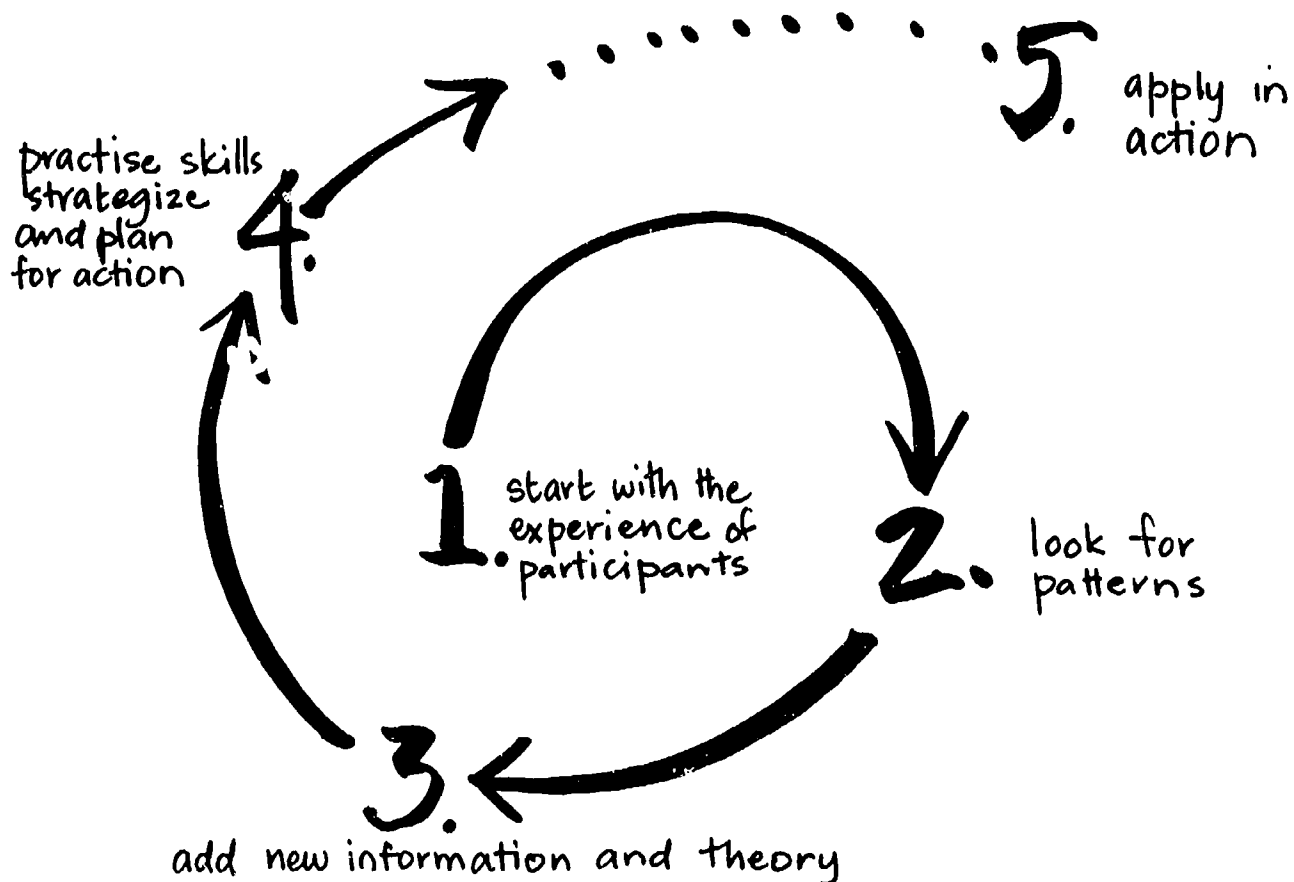 1. start with the
experience of
participants
2. look for
patterns
3.
add new information and theory
4. practise skills
strategize
and plan
for action
5. apply in
action